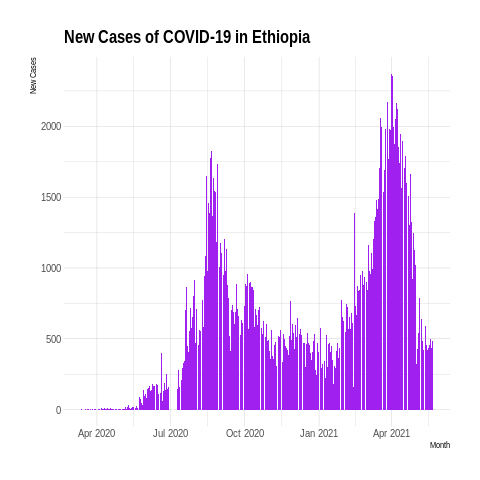 New Cases of COVID-19 in Ethiopia
New Cases
2000
1500
1000
500
0
Apr 2020 Jul 2020 Oct 2020 Jan 2021 Apr 2021
Month